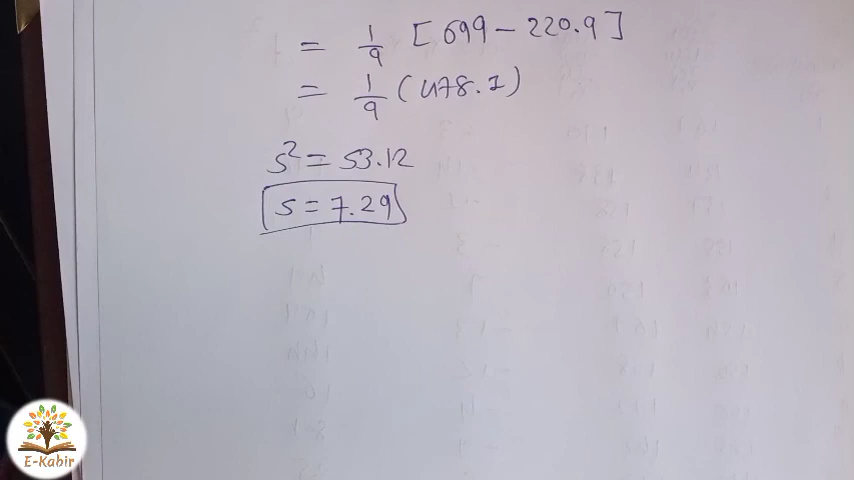 = 1/9 [699 - 220.9]
= 1/9 (478.1)
s² = 53.12
s = 7.29
E-Kabir